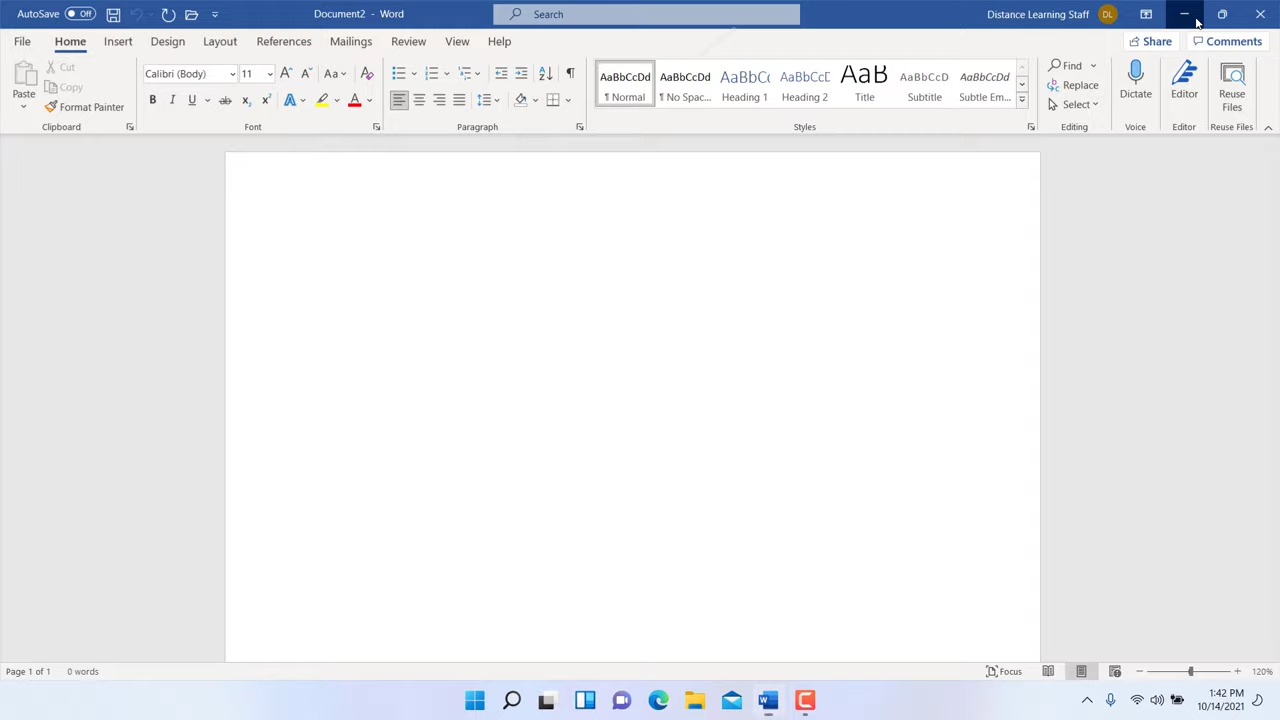 AutoSave Off Document2 - Word Search Distance Learning Staff DL
File Home Insert Design Layout References Mailings Review View Help Share Comments
Paste Cut Copy Format Painter
Clipboard
Calibri (Body) 11
Font
Paragraph
AaBbCcDd AaBbCcDd AaBbC( AaBbCcE AaB AaBbCcD AaBbCcDd
¶ Normal ¶ No Spac... Heading 1 Heading 2 Title Subtitle Subtle Em...
Styles
Find
Replace
Select
Editing
Dictate
Voice
Editor
Editor
Reuse
Files
Reuse Files
Page 1 of 1 0 words Focus 120%
1:42 PM
10/14/2021